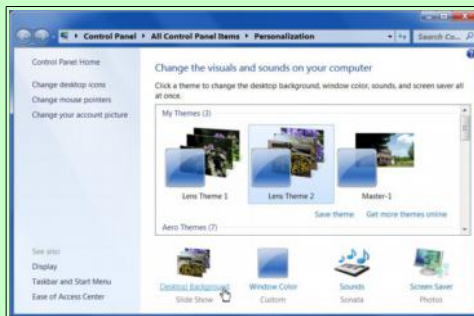 Control Panel ▸ All Control Panel Items ▸ Personalization
Search Co...
Control Panel Home
Change desktop icons
Change mouse pointers
Change your account picture
See also
Display
Taskbar and Start Menu
Ease of Access Center
Change the visuals and sounds on your computer
Click a theme to change the desktop background, window color, sounds, and screen saver all
at once.
My Themes (3)
Lens Theme 1
Lens Theme 2
Master-1
Save theme
Get more themes online
Aero Themes (7)
Desktop Background
Slide Show
Window Color
Custom
Sounds
Sonata
Screen Saver
Photos